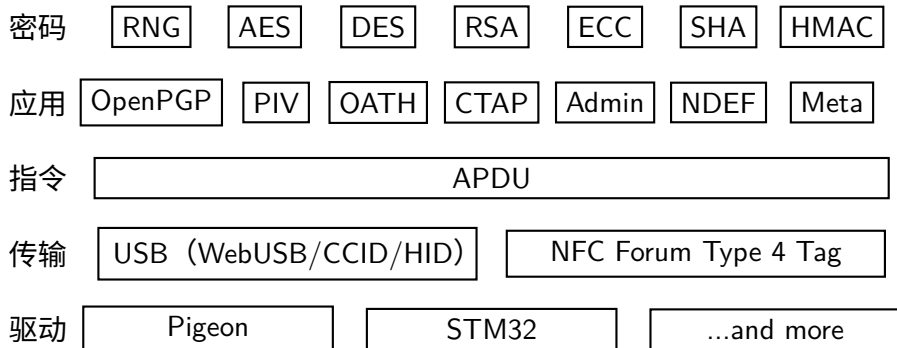 密码 RNG AES DES RSA ECC SHA HMAC
应用 OpenPGP PIV OATH CTAP Admin NDEF Meta
指令 APDU
传输 USB（WebUSB/CCID/HID） NFC Forum Type 4 Tag
驱动 Pigeon STM32 ...and more